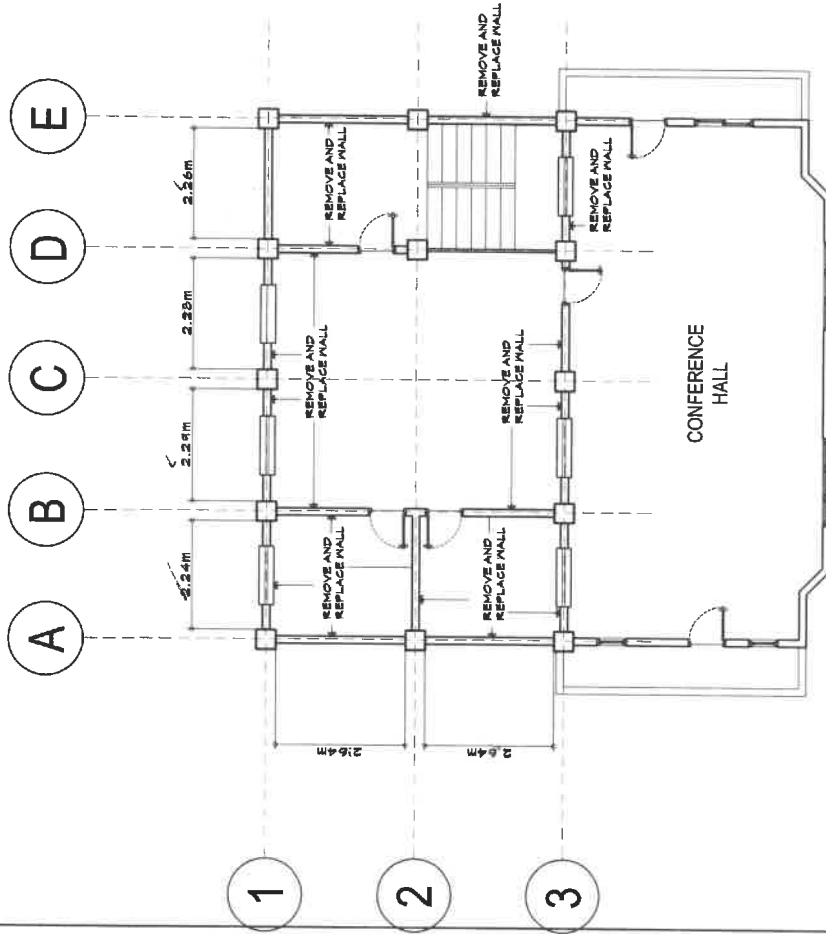 A
B
C
D
E
2.24m
2.29m
2.28m
2.26m
1
2
3
2.64m
2.64m
REMOVE AND
REPLACE WALL
REMOVE AND
REPLACE WALL
REMOVE AND
REPLACE WALL
REMOVE AND
REPLACE WALL
REMOVE AND
REPLACE WALL
REMOVE AND
REPLACE WALL
REMOVE AND
REPLACE WALL
CONFERENCE
HALL